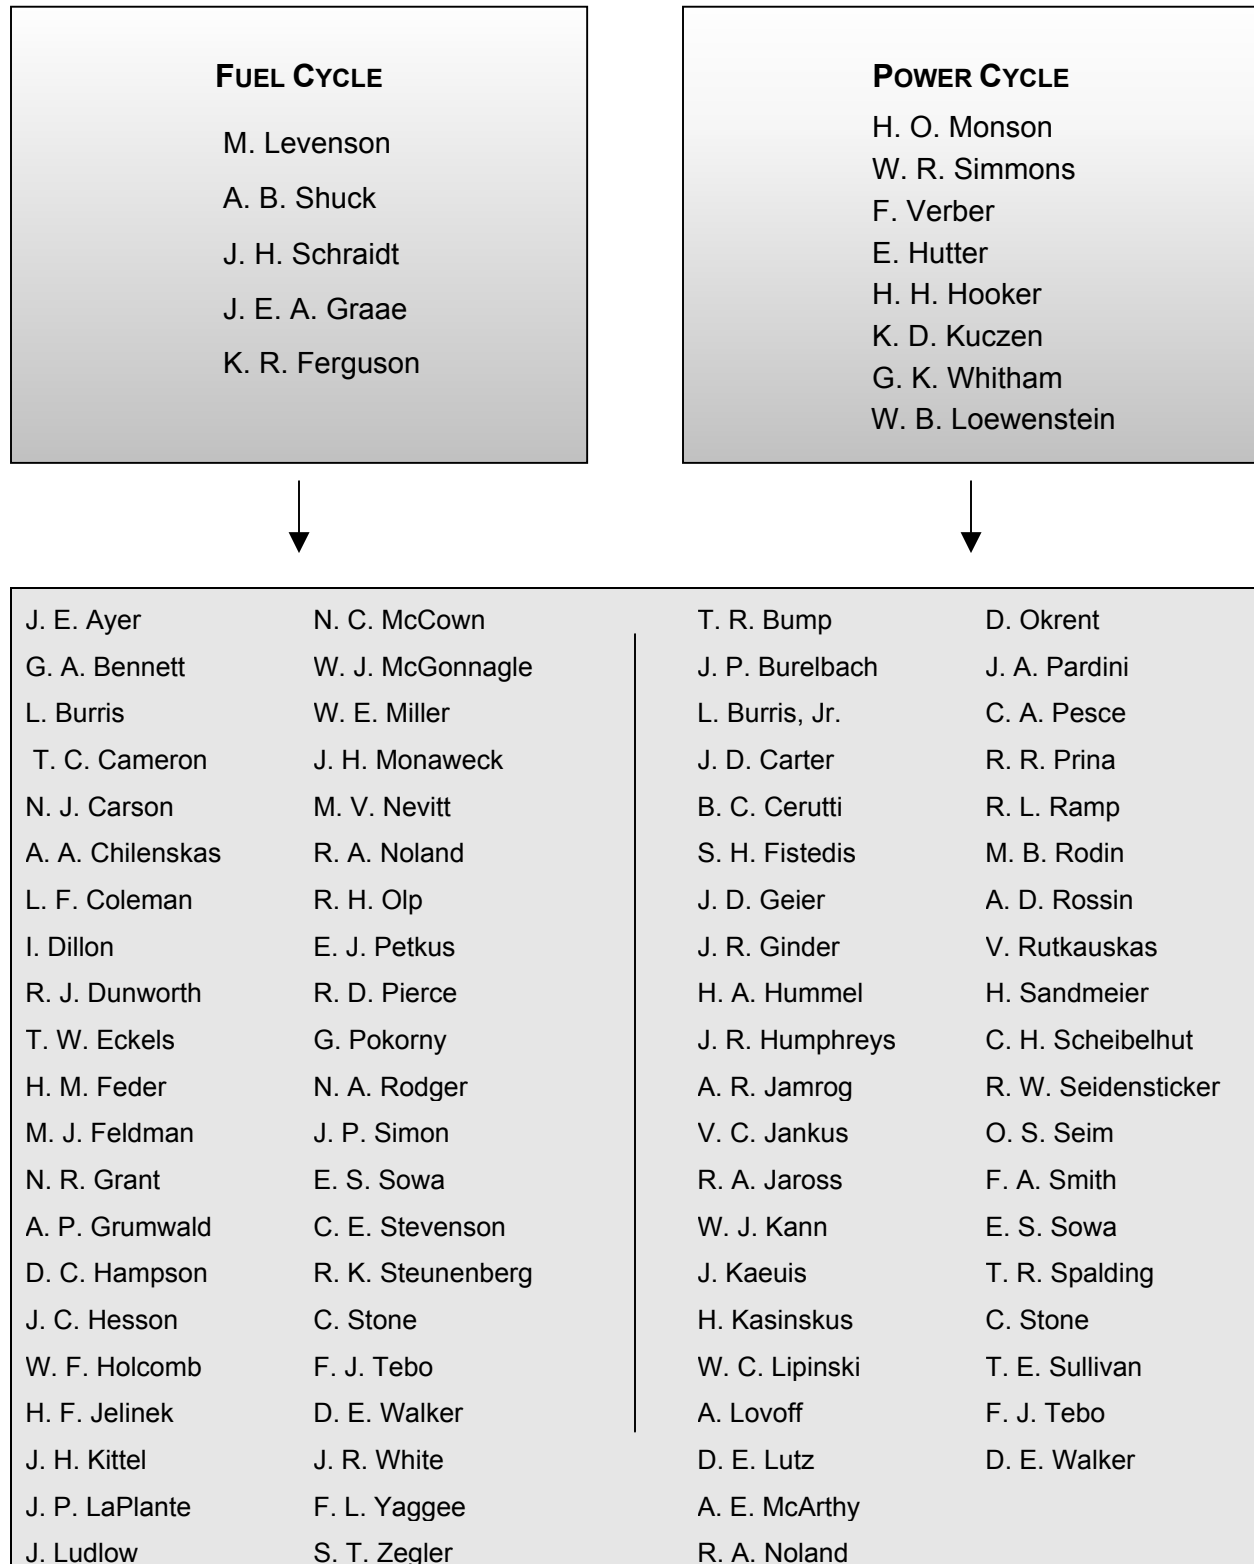 FUEL CYCLE
M. Levenson
A. B. Shuck
J. H. Schraidt
J. E. A. Graae
K. R. Ferguson
POWER CYCLE
H. O. Monson
W. R. Simmons
F. Verber
E. Hutter
H. H. Hooker
K. D. Kuczen
G. K. Whitham
W. B. Loewenstein
J. E. Ayer
G. A. Bennett
L. Burris
T. C. Cameron
N. J. Carson
A. A. Chilenskas
L. F. Coleman
I. Dillon
R. J. Dunworth
T. W. Eckels
H. M. Feder
M. J. Feldman
N. R. Grant
A. P. Grumwald
D. C. Hampson
J. C. Hesson
W. F. Holcomb
H. F. Jelinek
J. H. Kittel
J. P. LaPlante
J. Ludlow
N. C. McCown
W. J. McGonnagle
W. E. Miller
J. H. Monaweck
M. V. Nevitt
R. A. Noland
R. H. Olp
E. J. Petkus
R. D. Pierce
G. Pokorny
N. A. Rodger
J. P. Simon
E. S. Sowa
C. E. Stevenson
R. K. Steunenberg
C. Stone
F. J. Tebo
D. E. Walker
J. R. White
F. L. Yaggee
S. T. Zegler
T. R. Bump
J. P. Burelbach
L. Burris, Jr.
J. D. Carter
B. C. Cerutti
S. H. Fistedis
J. D. Geier
J. R. Ginder
H. A. Hummel
J. R. Humphreys
A. R. Jamrog
V. C. Jankus
R. A. Jaross
W. J. Kann
J. Kaeuis
H. Kasinskus
W. C. Lipinski
A. Lovoff
D. E. Lutz
A. E. McArthy
R. A. Noland
D. Okrent
J. A. Pardini
C. A. Pesce
R. R. Prina
R. L. Ramp
M. B. Rodin
A. D. Rossin
V. Rutkauskas
H. Sandmeier
C. H. Scheibelhut
R. W. Seidensticker
O. S. Seim
F. A. Smith
E. S. Sowa
T. R. Spalding
C. Stone
T. E. Sullivan
F. J. Tebo
D. E. Walker